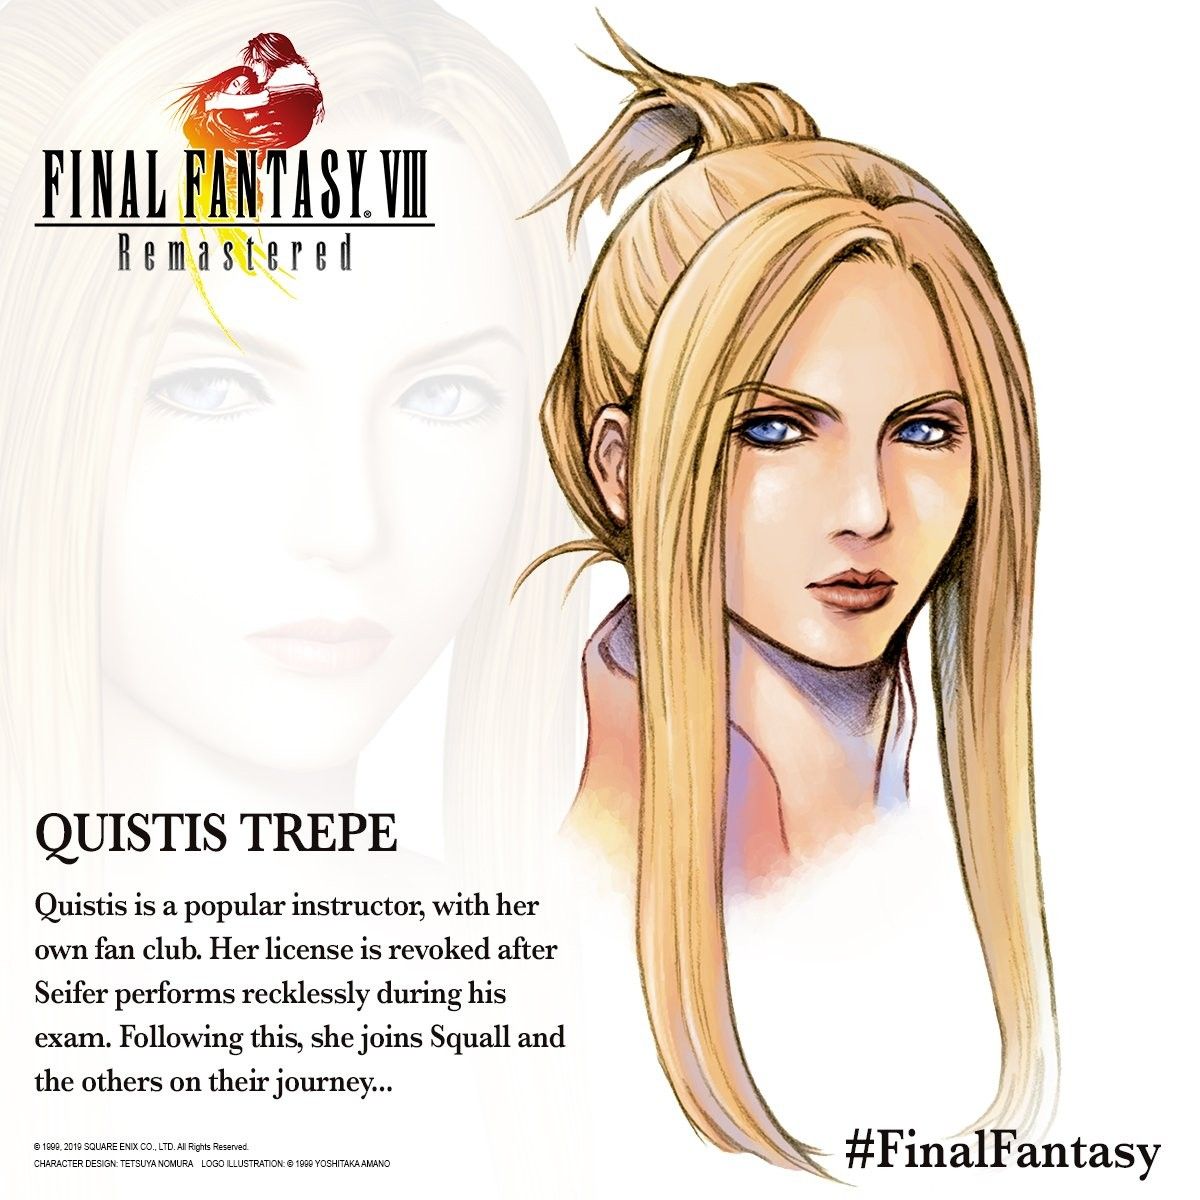 FINAL FANTASY® VIII
Remastered
QUISTIS TREPE
Quistis is a popular instructor, with her
own fan club. Her license is revoked after
Seifer performs recklessly during his
exam. Following this, she joins Squall and
the others on their journey...
© 1999, 2019 SQUARE ENIX CO., LTD. All Rights Reserved.
CHARACTER DESIGN: TETSUYA NOMURA LOGO ILLUSTRATION: © 1999 YOSHITAKA AMANO
#FinalFantasy